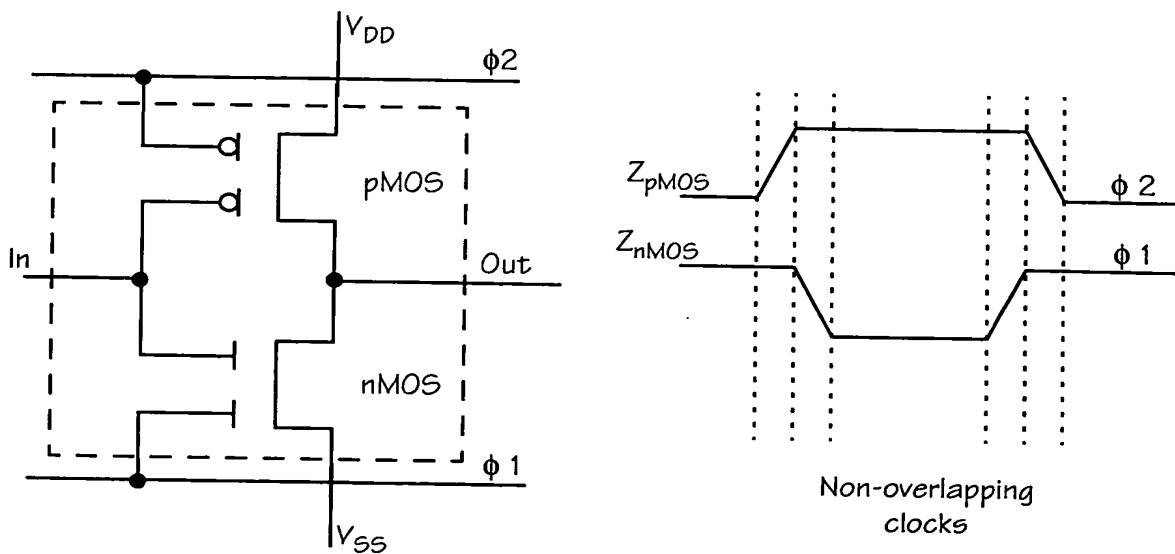 V_DD
ϕ2
pMOS
In
Out
nMOS
ϕ1
V_SS
Z_pMOS
ϕ 2
Z_nMOS
ϕ 1
Non-overlapping
clocks